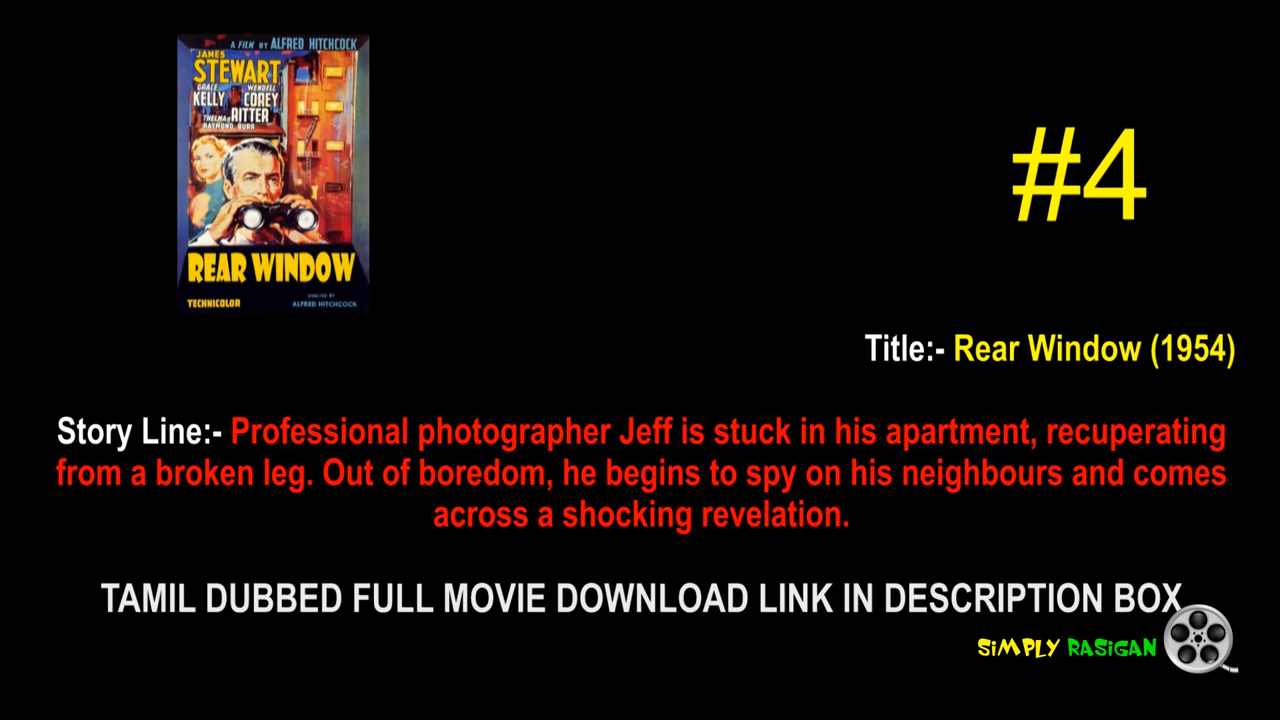 A FILM BY ALFRED HITCHCOCK
JAMES
STEWART
GRACE WENDELL
KELLY COREY
THELMA RITTER
RAYMOND BURR
REAR WINDOW
TECHNICOLOR
DIRECTED BY
ALFRED HITCHCOCK
#4
Title:- Rear Window (1954)
Story Line:- Professional photographer Jeff is stuck in his apartment, recuperating
from a broken leg. Out of boredom, he begins to spy on his neighbours and comes
across a shocking revelation.
TAMIL DUBBED FULL MOVIE DOWNLOAD LINK IN DESCRIPTION BOX
SiMPLY RASiGAN